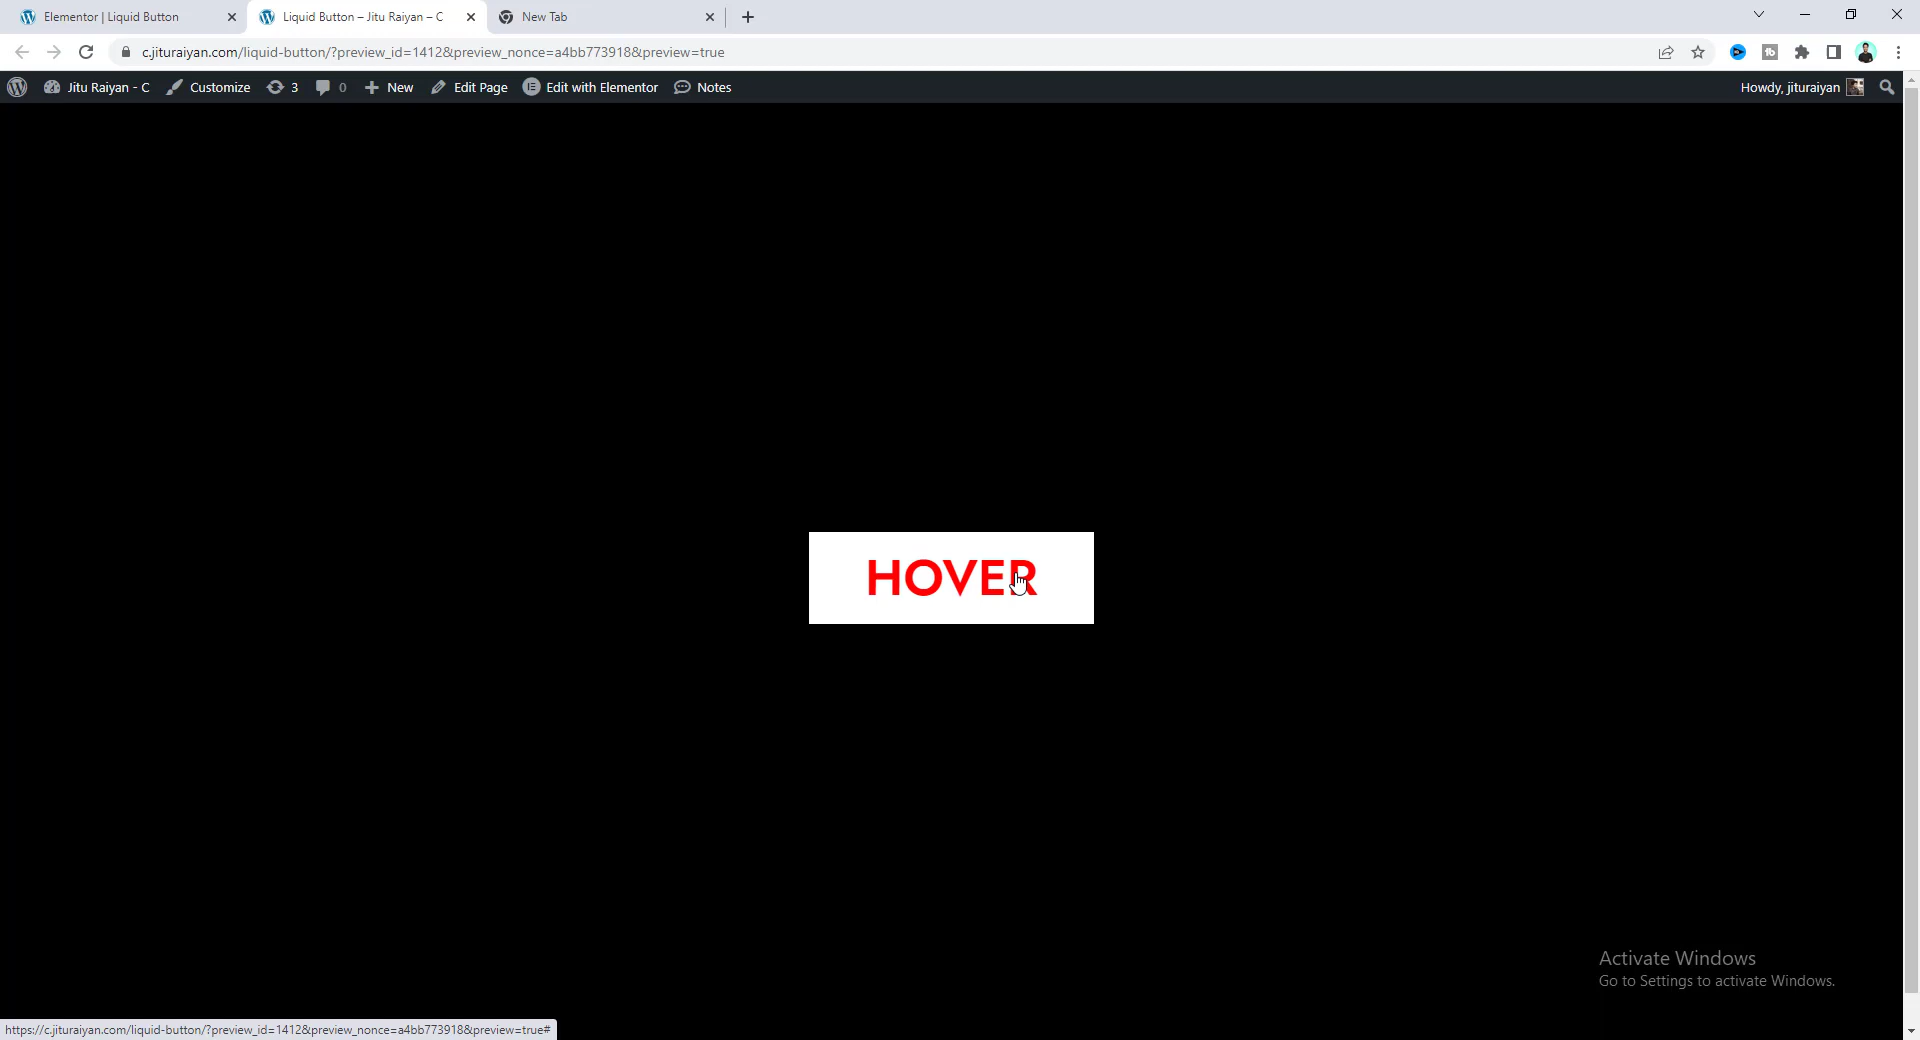 Elementor | Liquid Button
Liquid Button – Jitu Raiyan – C
New Tab
c.jituraiyan.com/liquid-button/?preview_id=1412&preview_nonce=a4bb773918&preview=true
Jitu Raiyan - C
Customize
3
0
New
Edit Page
Edit with Elementor
Notes
Howdy, jituraiyan
HOVER
Activate Windows
Go to Settings to activate Windows.
https://c.jituraiyan.com/liquid-button/?preview_id=1412&preview_nonce=a4bb773918&preview=true#